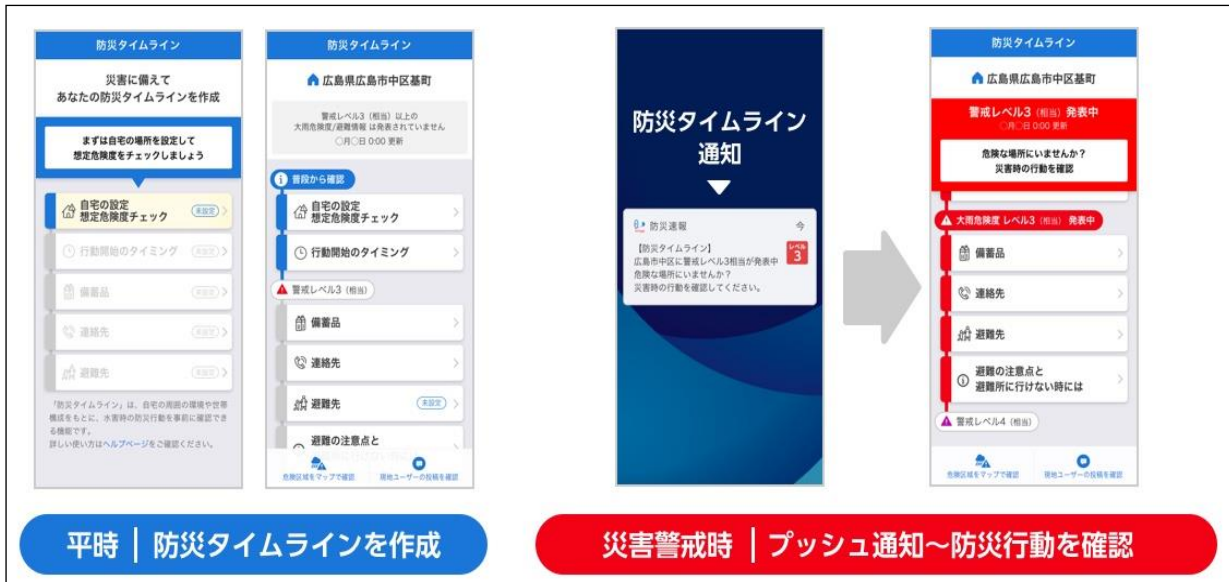 防災タイムライン
災害に備えて
あなたの防災タイムラインを作成
まずは自宅の場所を設定して
想定危険度をチェックしましょう
自宅の設定
想定危険度チェック
未設定
行動開始のタイミング
未設定
備蓄品
未設定
連絡先
未設定
避難先
未設定
「防災タイムライン」は、自宅の周囲の環境や世帯
構成をもとに、水害時の防災行動を事前に確認でき
る機能です。
詳しい使い方はヘルプページをご確認ください。
防災タイムライン
広島県広島市中区基町
警戒レベル3（相当）以上の
大雨危険度/避難情報 は発表されていません
〇月〇日 0:00 更新
普段から確認
自宅の設定
想定危険度チェック
行動開始のタイミング
警戒レベル3（相当）
備蓄品
連絡先
避難先
未設定
避難の注意点と
危険区域をマップで確認
現地ユーザーの投稿を確認
防災タイムライン
通知
防災速報
今
【防災タイムライン】
広島市中区に警戒レベル3相当が発表中
危険な場所にいませんか？
災害時の行動を確認してください。
レベル
3
防災タイムライン
広島県広島市中区基町
警戒レベル3（相当）発表中
〇月〇日 0:00 更新
危険な場所にいませんか？
災害時の行動を確認
大雨危険度 レベル3（相当）発表中
備蓄品
連絡先
避難先
避難の注意点と
避難所に行けない時には
警戒レベル4（相当）
危険区域をマップで確認
現地ユーザーの投稿を確認
平時｜防災タイムラインを作成
災害警戒時｜プッシュ通知～防災行動を確認